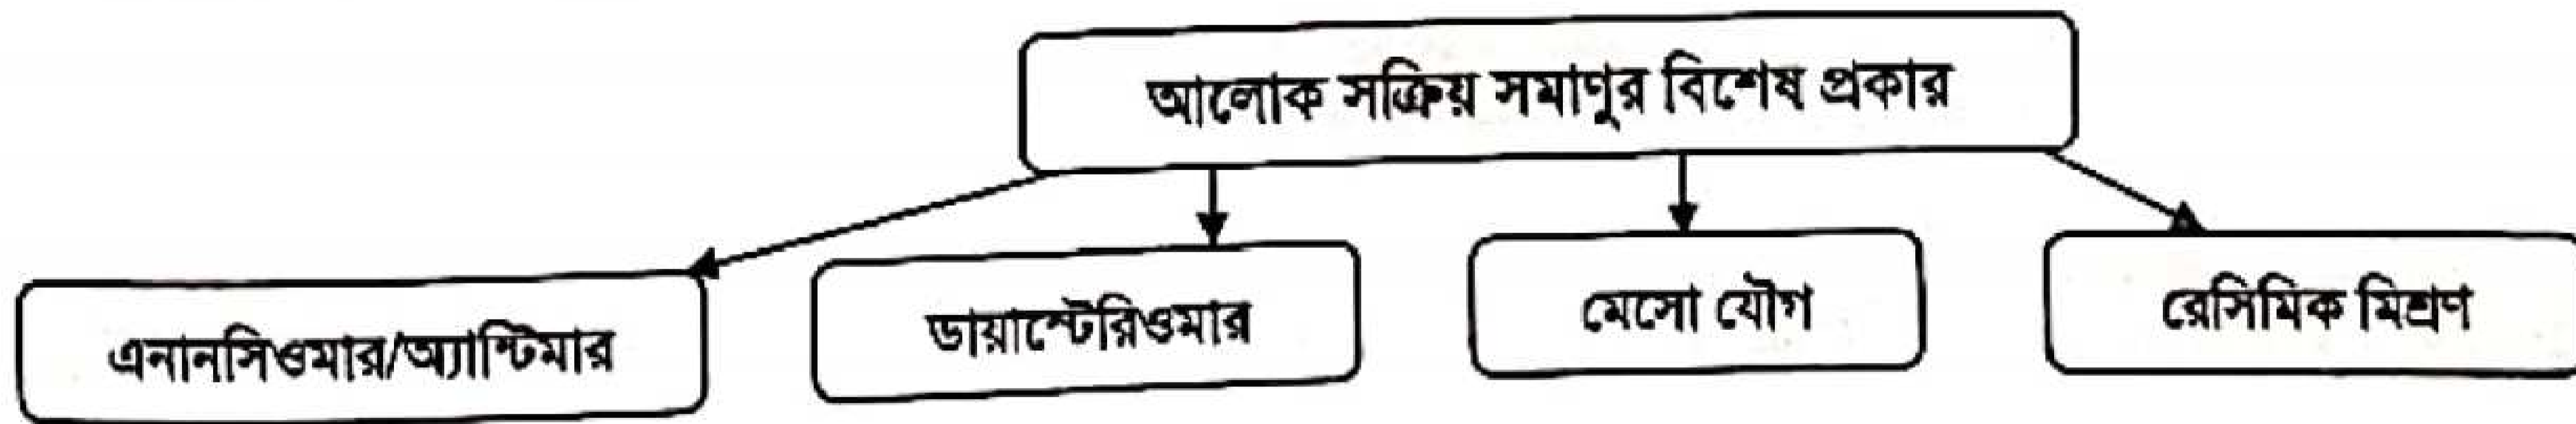 আলোক সক্রিয় সমাণুর বিশেষ প্রকার
এনানসিওমার/অ্যান্টিমার
ডায়াস্টেরিওমার
মেসো যৌগ
রেসিমিক মিশ্রণ